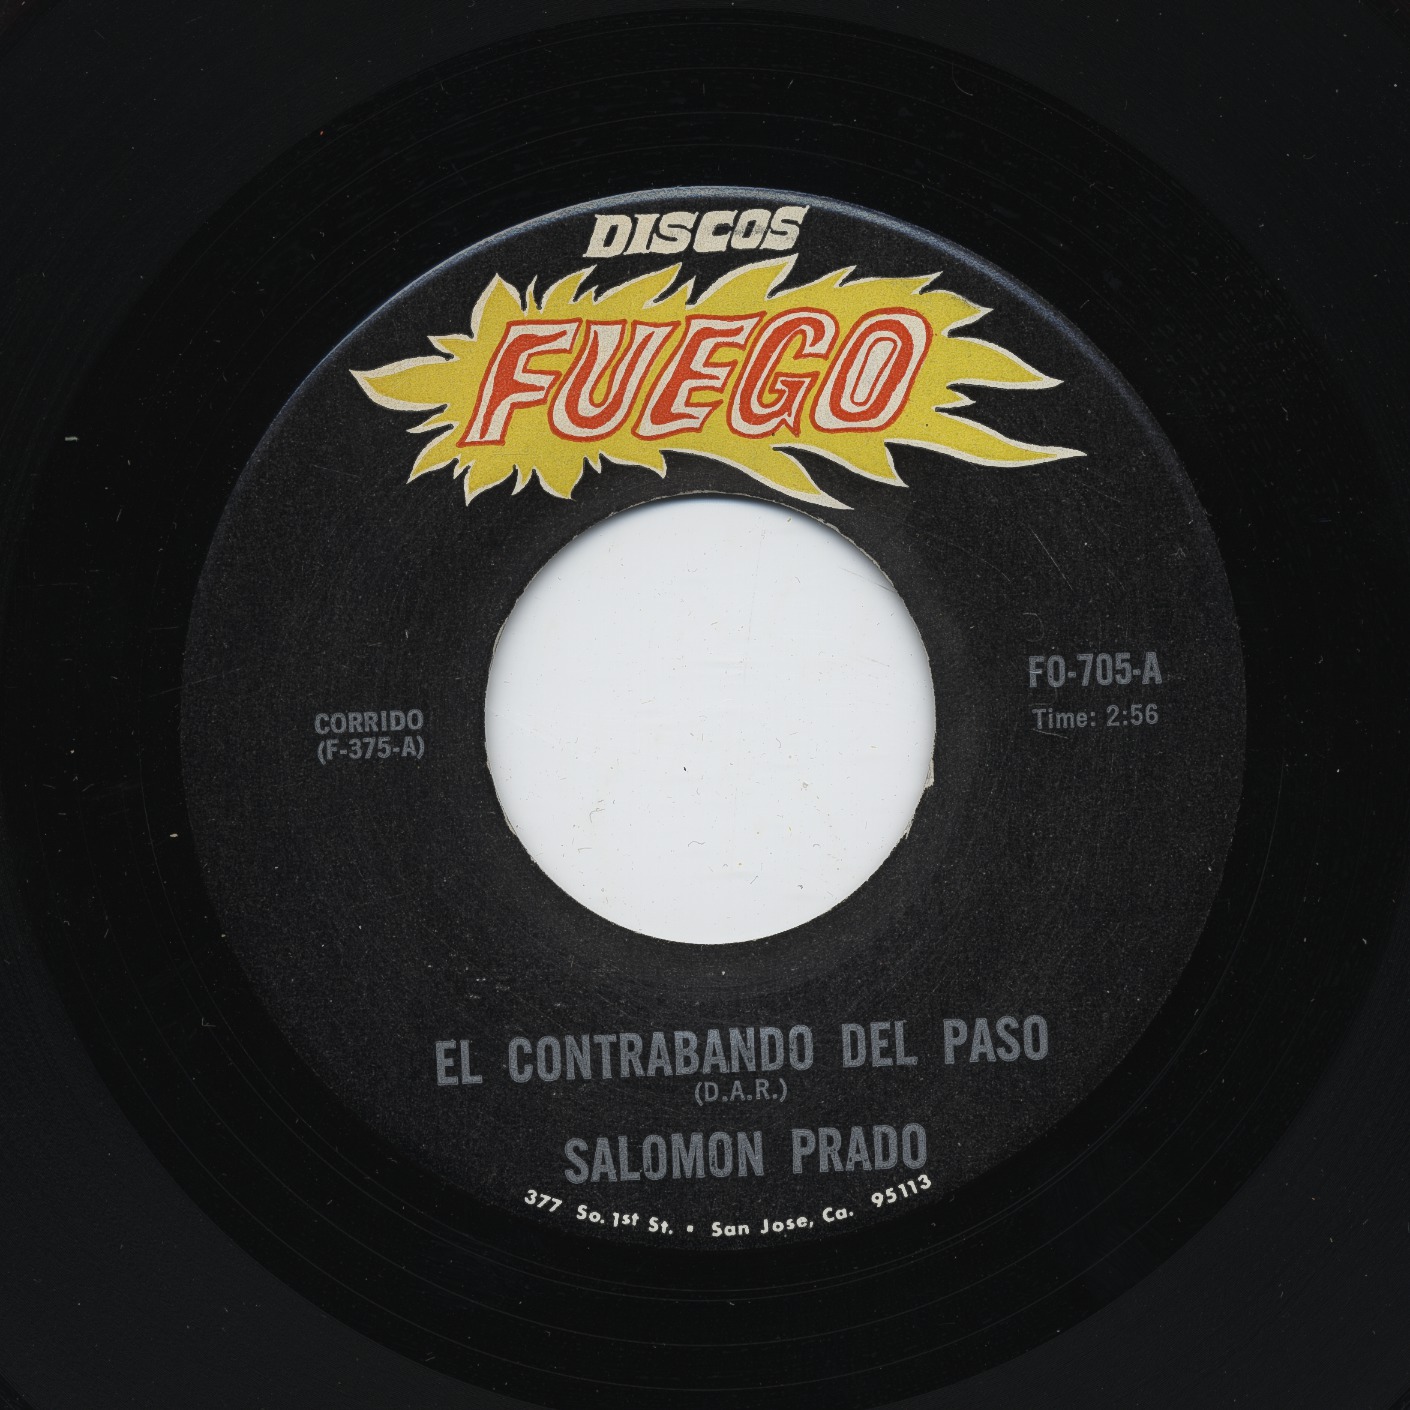 DISCOS
FUEGO
FO-705-A
Time: 2:56
CORRIDO
(F-375-A)
EL CONTRABANDO DEL PASO
(D.A.R.)
SALOMON PRADO
377 So. 1st St. • San Jose, Ca. 95113